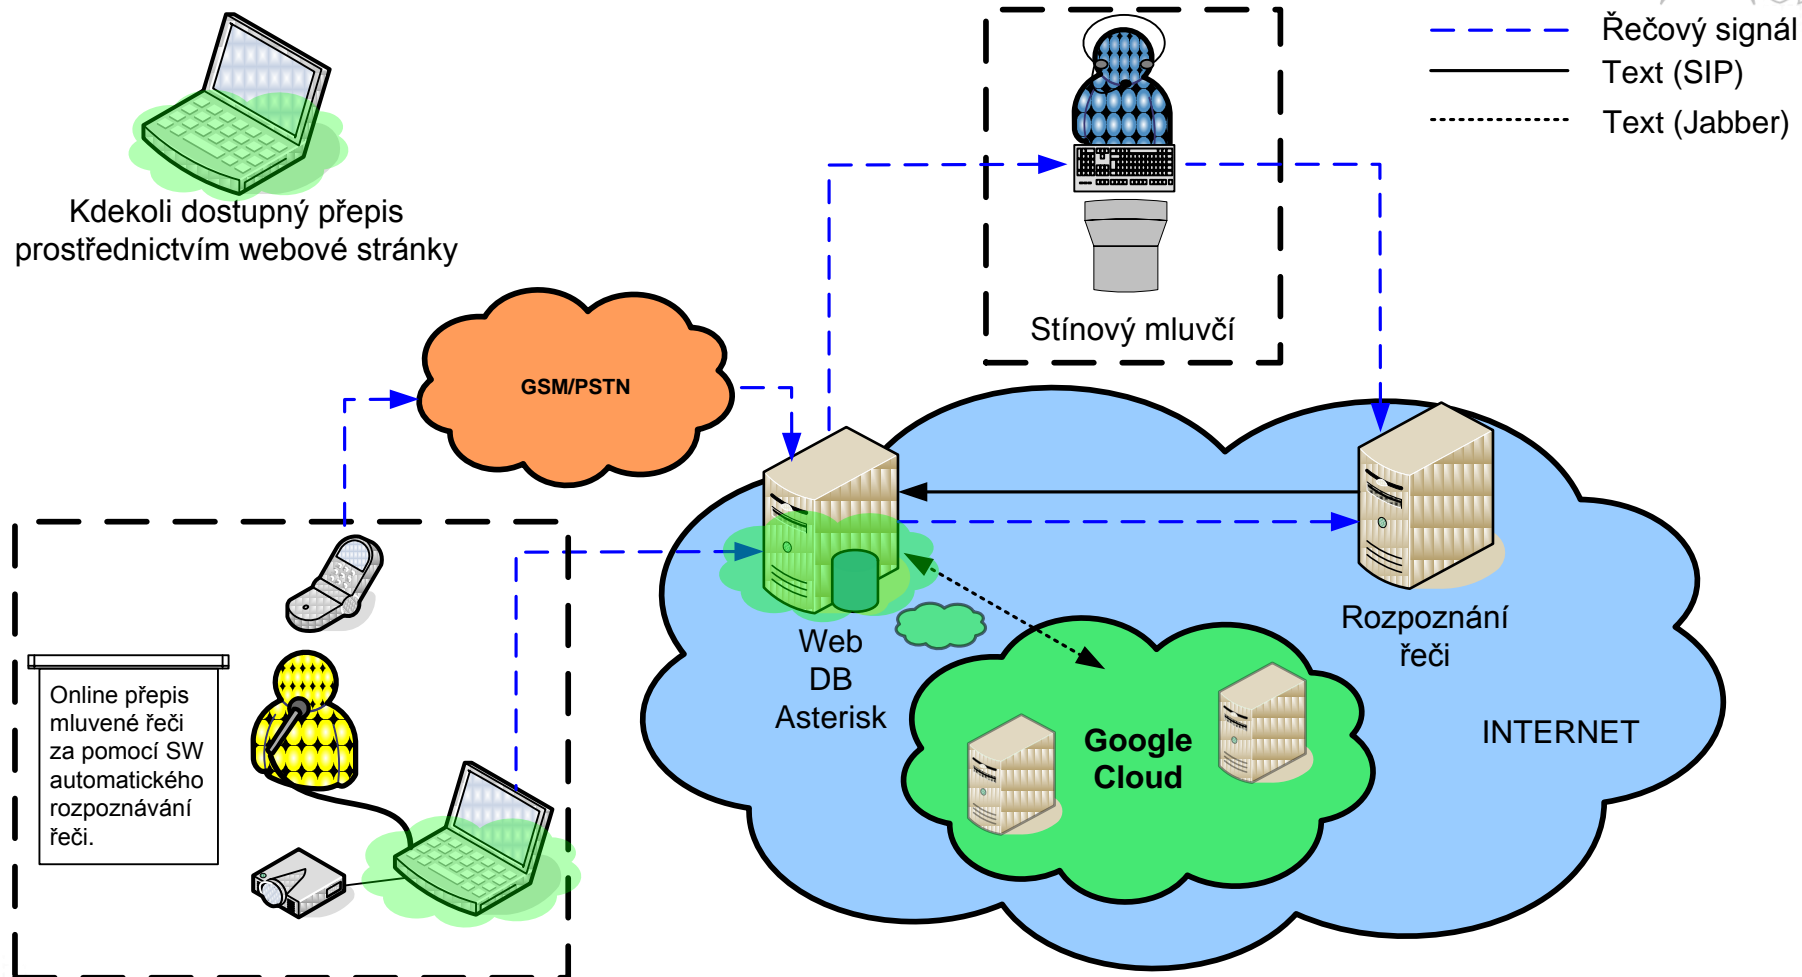 Řečový signál
Text (SIP)
Text (Jabber)
Kdekoli dostupný přepis
prostřednictvím webové stránky
Stínový mluvčí
GSM/PSTN
Online přepis
mluvené řeči
za pomocí SW
automatického
rozpoznávání
řeči.
Web
DB
Asterisk
Rozpoznání
řeči
INTERNET
Google
Cloud